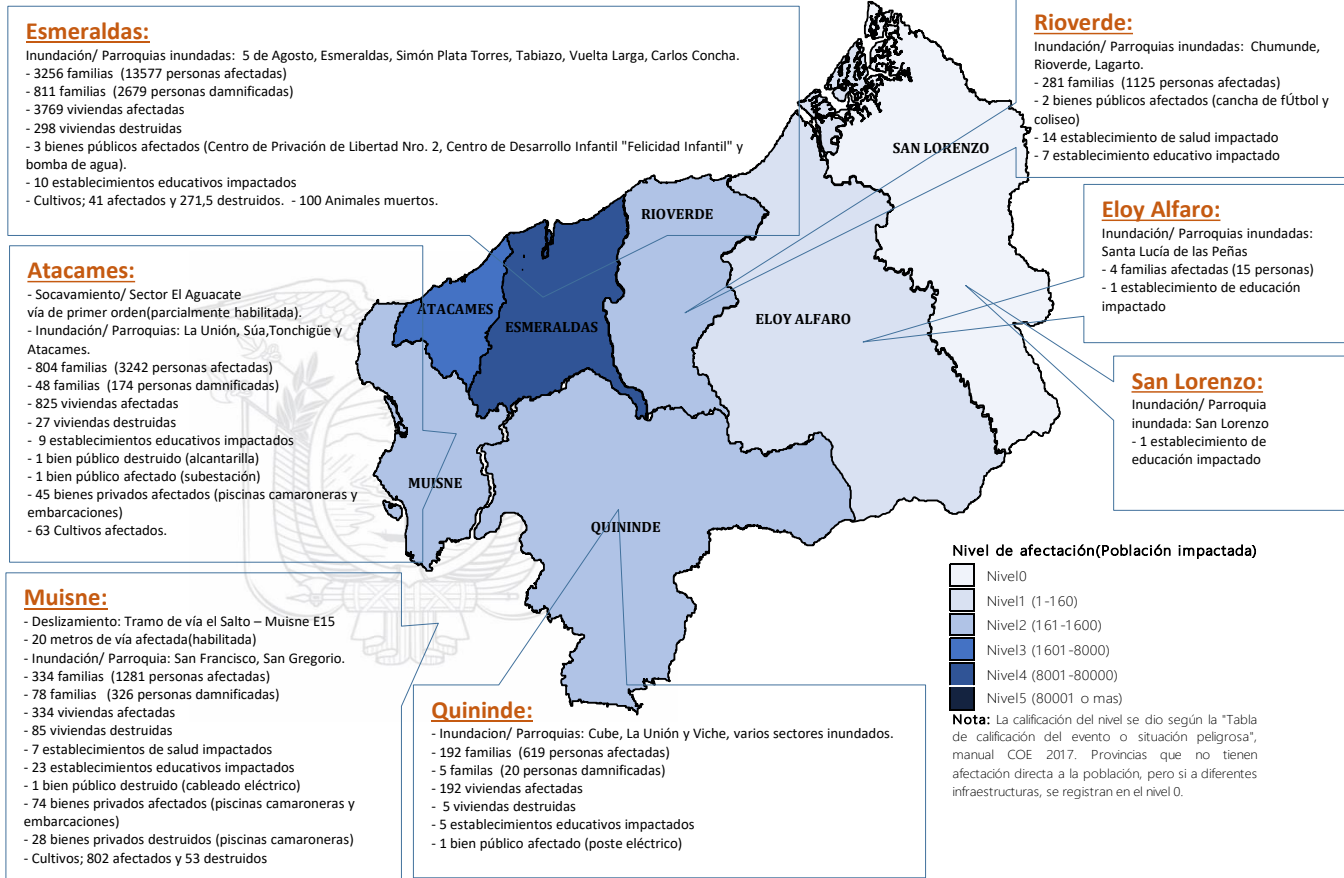 Esmeraldas:
Inundación/ Parroquias inundadas:  5 de Agosto, Esmeraldas, Simón Plata Torres, Tabiazo, Vuelta Larga, Carlos Concha.
- 3256 familias  (13577 personas afectadas)
- 811 familias  (2679 personas damnificadas)
- 3769 viviendas afectadas
- 298 viviendas destruidas
- 3 bienes públicos afectados (Centro de Privación de Libertad Nro. 2, Centro de Desarrollo Infantil "Felicidad Infantil" y
bomba de agua).
- 10 establecimientos educativos impactados
- Cultivos; 41 afectados y 271,5 destruidos.  - 100 Animales muertos.
Rioverde:
Inundación/ Parroquias inundadas:  Chumunde,
Rioverde, Lagarto.
- 281 familias  (1125 personas afectadas)
- 2 bienes públicos afectados (cancha de fÚtbol y
coliseo)
- 14 establecimiento de salud impactado
- 7 establecimiento educativo impactado
Eloy Alfaro:
Inundación/ Parroquias inundadas:
Santa Lucía de las Peñas
- 4 familias afectadas (15 personas)
- 1 establecimiento de educación
impactado
San Lorenzo:
Inundación/ Parroquia
inundada: San Lorenzo
- 1 establecimiento de
educación impactado
Atacames:
- Socavamiento/ Sector El Aguacate
vía de primer orden(parcialmente habilitada).
- Inundación/ Parroquias: La Unión, Súa,Tonchigüe y
Atacames.
- 804 familias  (3242 personas afectadas)
- 48 familias  (174 personas damnificadas)
- 825 viviendas afectadas
- 27 viviendas destruidas
-  9 establecimientos educativos impactados
- 1 bien público destruido (alcantarilla)
- 1 bien público afectado (subestación)
- 45 bienes privados afectados (piscinas camaroneras y
embarcaciones)
- 63 Cultivos afectados.
Muisne:
- Deslizamiento: Tramo de vía el Salto – Muisne E15
- 20 metros de vía afectada(habilitada)
- Inundación/ Parroquia: San Francisco, San Gregorio.
- 334 familias  (1281 personas afectadas)
- 78 familias  (326 personas damnificadas)
- 334 viviendas afectadas
- 85 viviendas destruidas
- 7 establecimientos de salud impactados
- 23 establecimientos educativos impactados
- 1 bien público destruido (cableado eléctrico)
- 74 bienes privados afectados (piscinas camaroneras y
embarcaciones)
- 28 bienes privados destruidos (piscinas camaroneras)
- Cultivos; 802 afectados y 53 destruidos
Quininde:
- Inundacion/ Parroquias: Cube, La Unión y Viche, varios sectores inundados.
- 192 familias  (619 personas afectadas)
- 5 familas  (20 personas damnificadas)
- 192 viviendas afectadas
-  5 viviendas destruidas
- 5 establecimientos educativos impactados
- 1 bien público afectado (poste eléctrico)
SAN LORENZO
RIOVERDE
ELOY ALFARO
ATACAMES
ESMERALDAS
MUISNE
QUININDE
Nivel de afectación(Población impactada)
Nivel0
Nivel1 (1-160)
Nivel2 (161-1600)
Nivel3 (1601-8000)
Nivel4 (8001-80000)
Nivel5 (80001 o mas)
Nota: La calificación del nivel se dio según la "Tabla
de calificación del evento o situación peligrosa",
manual COE 2017. Provincias que no tienen
afectación directa a la población, pero si a diferentes
infraestructuras, se registran en el nivel 0.